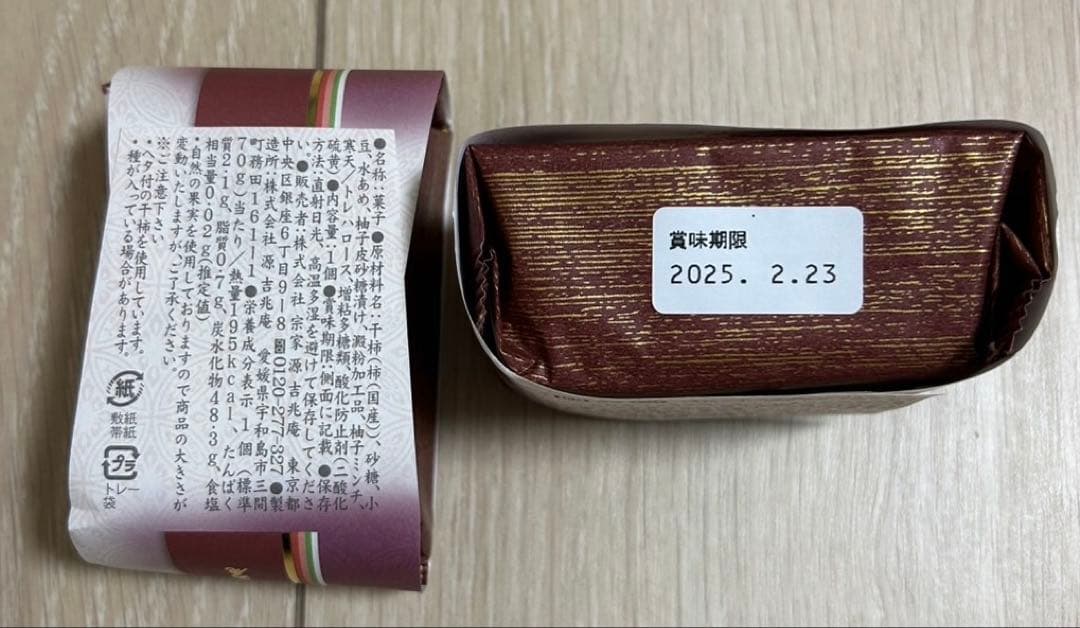 ●名称:菓子●原材料名:干柿(柿(国産))、砂糖、小
豆、水あめ、柚子皮砂糖漬け、澱粉加工品、柚子ミンチ、
寒天/トレハロース、増粘多糖類、酸化防止剤(二酸化
硫黄)●内容量:1個●賞味期限:側面に記載●保存
方法:直射日光、高温多湿を避けて保存してくださ
い●販売者:株式会社 宗家 源 吉兆庵 東京都
中央区銀座6丁目9-8 0120-277-327●製
造所:株式会社 源 吉兆庵 愛媛県宇和島市三間
町務田161-1●栄養成分表示 1個(標準
70g)当たり/熱量195kcal、たんぱく
質2.1g、脂質0.7g、炭水化物48.3g、食塩
相当量0.02g(推定値)
・自然の果実を使用しておりますので商品の大きさが
変動いたしますが、ご了承ください。
※ご注意下さい
・ヘタ付の干柿を使用しています。
・種が入っている場合があります。
紙
敷紙
帯紙
プラ
トレー
袋
賞味期限
2025. 2.23